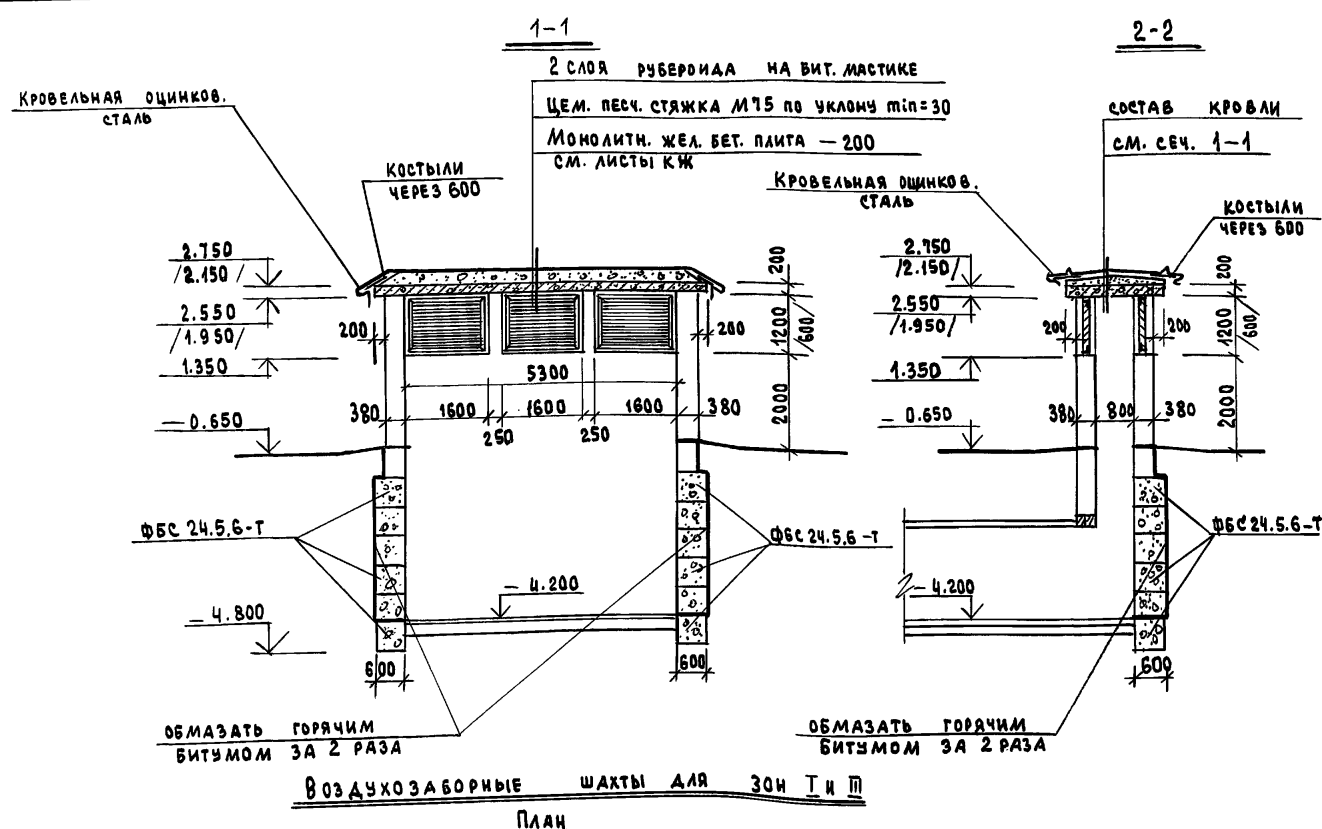 1-1
2 СЛОЯ РУБЕРОИДА НА БИТ. МАСТИКЕ
ЦЕМ. ПЕСЧ. СТЯЖКА М75 ПО УКЛОНУ min=30
МОНОЛИТН. ЖЕЛ. БЕТ. ПЛИТА — 200
СМ. ЛИСТЫ КЖ
КРОВЕЛЬНАЯ ОЦИНКОВ.
СТАЛЬ
КОСТЫЛИ
ЧЕРЕЗ 600
2.750
/2.150/
2.550
/1.950/
1.350
— 0.650
— 4.800
200
200
200
1200
/600/
2000
5300
380
1600
1600
1600
380
250
250
ФБС 24.5.6-Т
ФБС 24.5.6-Т
— 4.200
600
600
ОБМАЗАТЬ ГОРЯЧИМ
БИТУМОМ ЗА 2 РАЗА
2-2
СОСТАВ КРОВЛИ
СМ. СЕЧ. 1-1
КРОВЕЛЬНАЯ ОЦИНКОВ.
СТАЛЬ
КОСТЫЛИ
ЧЕРЕЗ 600
2.750
/2.150/
2.550
/1.950/
1.350
— 0.650
200
200
200
1200
/600/
2000
380
800
380
ФБС 24.5.6-Т
— 4.200
600
ОБМАЗАТЬ ГОРЯЧИМ
БИТУМОМ ЗА 2 РАЗА
ВОЗДУХОЗАБОРНЫЕ ШАХТЫ ДЛЯ ЗОН I И III
ПЛАН